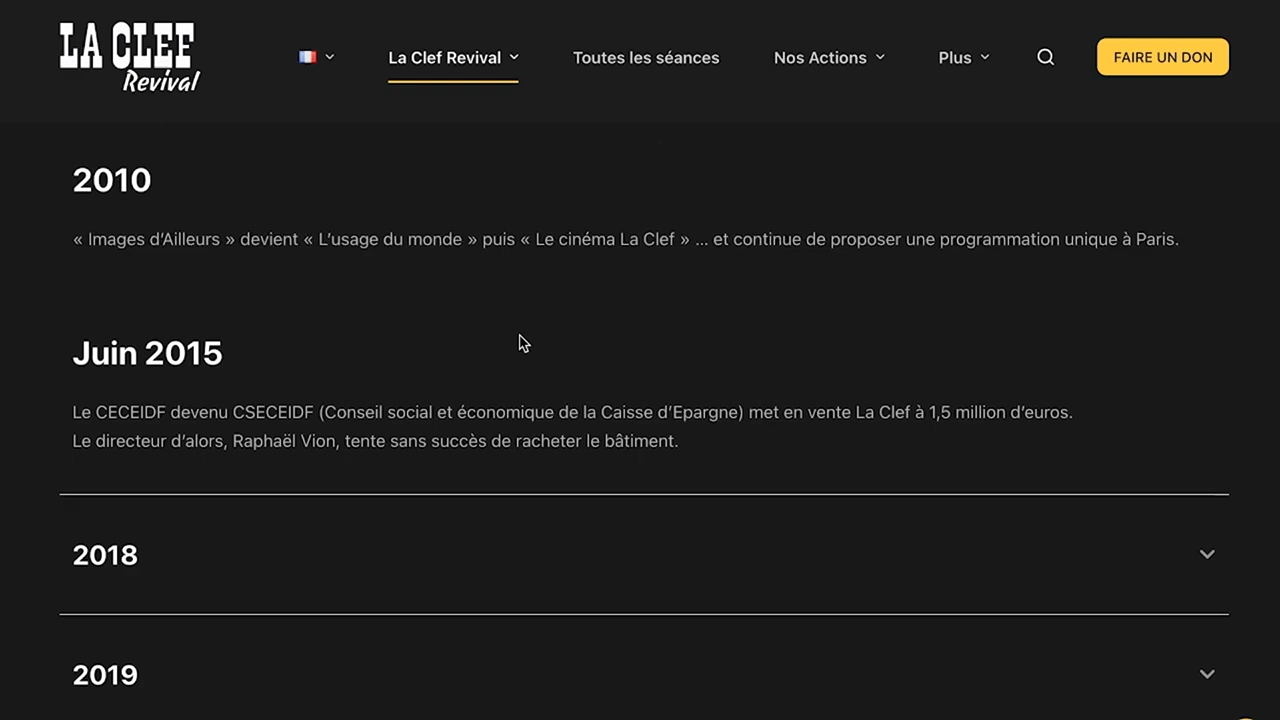 LA CLEF
Revival
La Clef Revival
Toutes les séances
Nos Actions
Plus
FAIRE UN DON
2010
« Images d’Ailleurs » devient « L’usage du monde » puis « Le cinéma La Clef » ... et continue de proposer une programmation unique à Paris.
Juin 2015
Le CECEIDF devenu CSECEIDF (Conseil social et économique de la Caisse d’Epargne) met en vente La Clef à 1,5 million d’euros.
Le directeur d’alors, Raphaël Vion, tente sans succès de racheter le bâtiment.
2018
2019